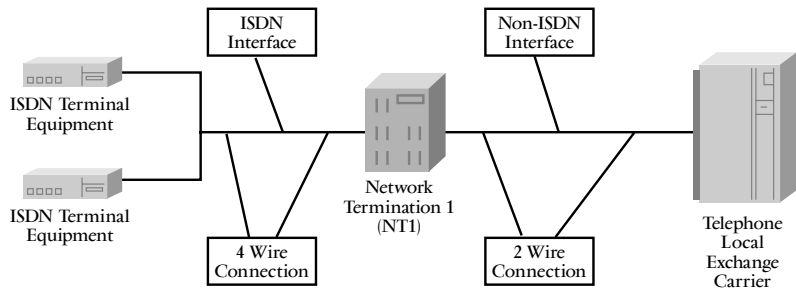 ISDN
Interface
Non-ISDN
Interface
ISDN Terminal
Equipment
ISDN Terminal
Equipment
Network
Termination 1
(NT1)
4 Wire
Connection
2 Wire
Connection
Telephone
Local
Exchange
Carrier